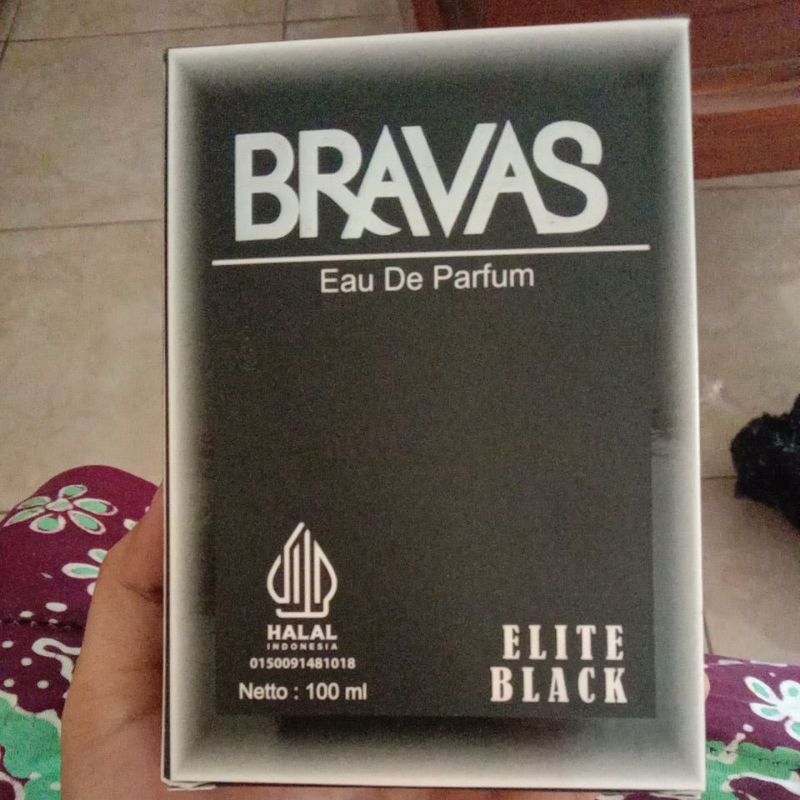 BRAVAS
Eau De Parfum
HALAL
INDONESIA
0150091481018
Netto : 100 ml
ELITE
BLACK